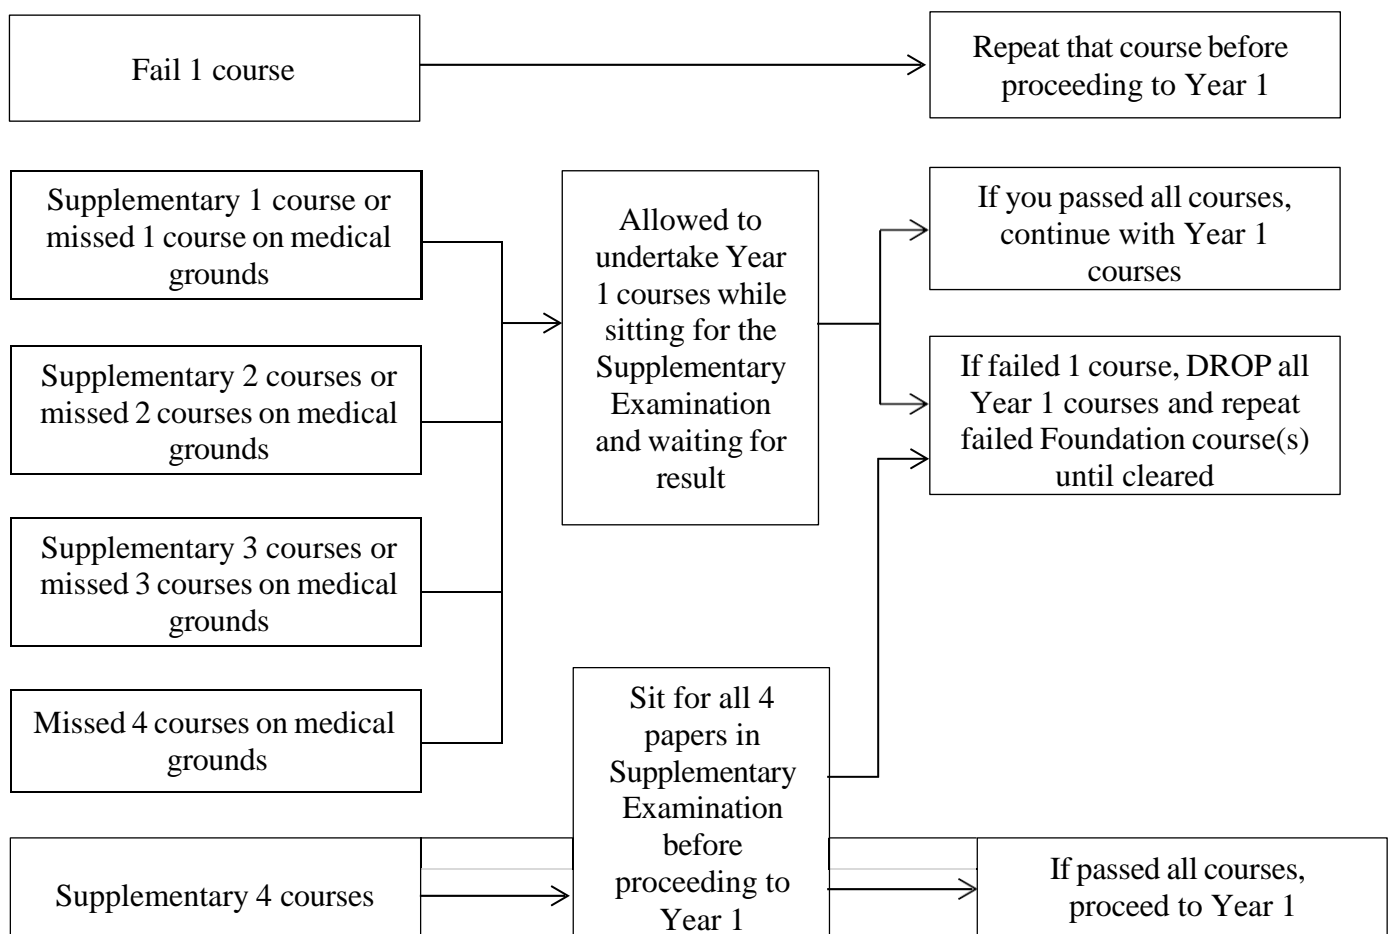 Fail 1 course
Repeat that course before
proceeding to Year 1
Supplementary 1 course or
missed 1 course on medical
grounds
Supplementary 2 courses or
missed 2 courses on medical
grounds
Supplementary 3 courses or
missed 3 courses on medical
grounds
Missed 4 courses on medical
grounds
Allowed to
undertake Year
1 courses while
sitting for the
Supplementary
Examination
and waiting for
result
If you passed all courses,
continue with Year 1
courses
If failed 1 course, DROP all
Year 1 courses and repeat
failed Foundation course(s)
until cleared
Supplementary 4 courses
Sit for all 4
papers in
Supplementary
Examination
before
proceeding to
Year 1
If passed all courses,
proceed to Year 1